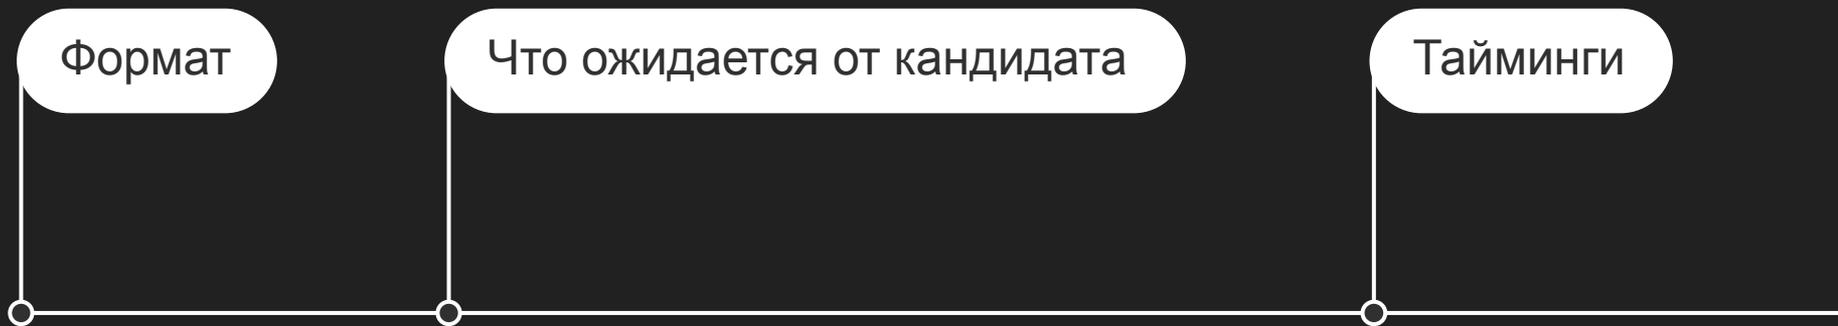 Формат
Что ожидается от кандидата
Тайминги